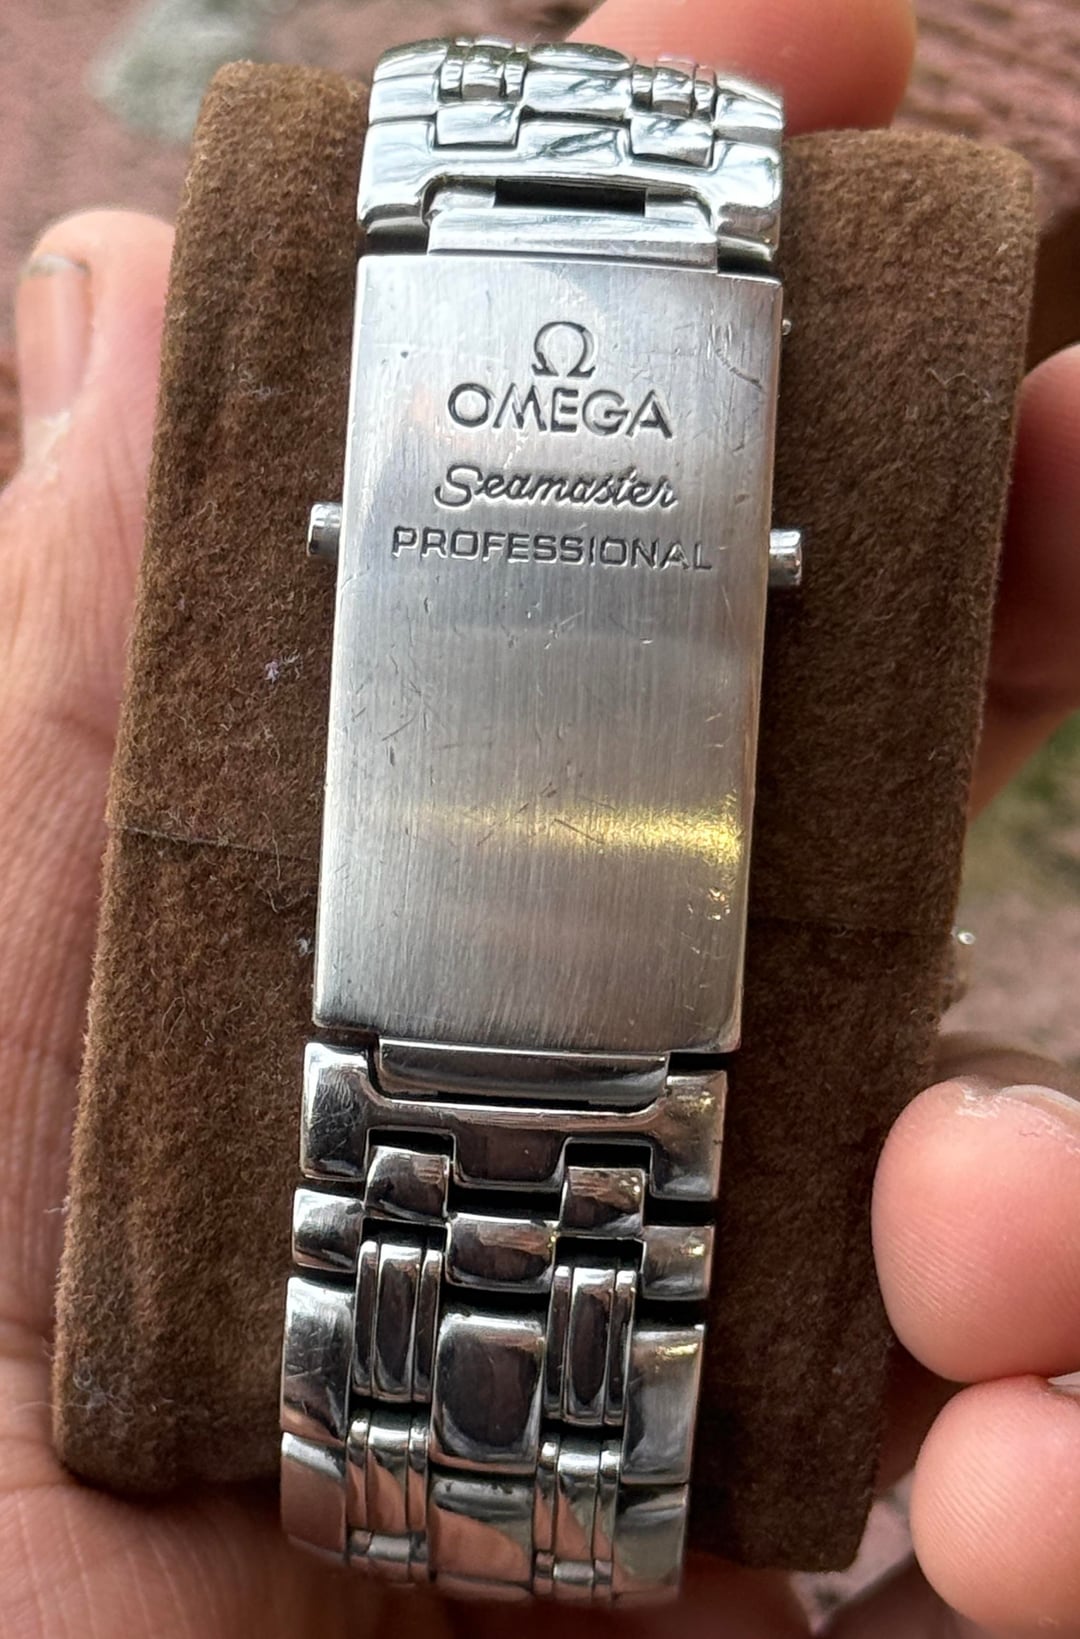 Ω
OMEGA
Seamaster
PROFESSIONAL